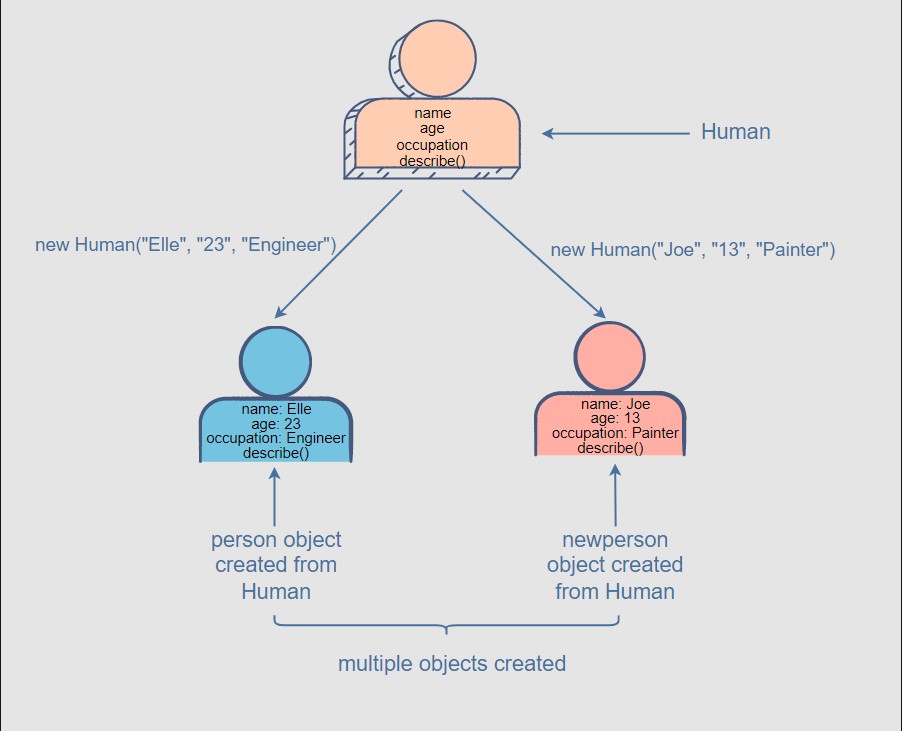 name
age
occupation
describe()
Human
new Human("Elle", "23", "Engineer")
new Human("Joe", "13", "Painter")
name: Elle
age: 23
occupation: Engineer
describe()
name: Joe
age: 13
occupation: Painter
describe()
person object
created from
Human
newperson
object created
from Human
multiple objects created